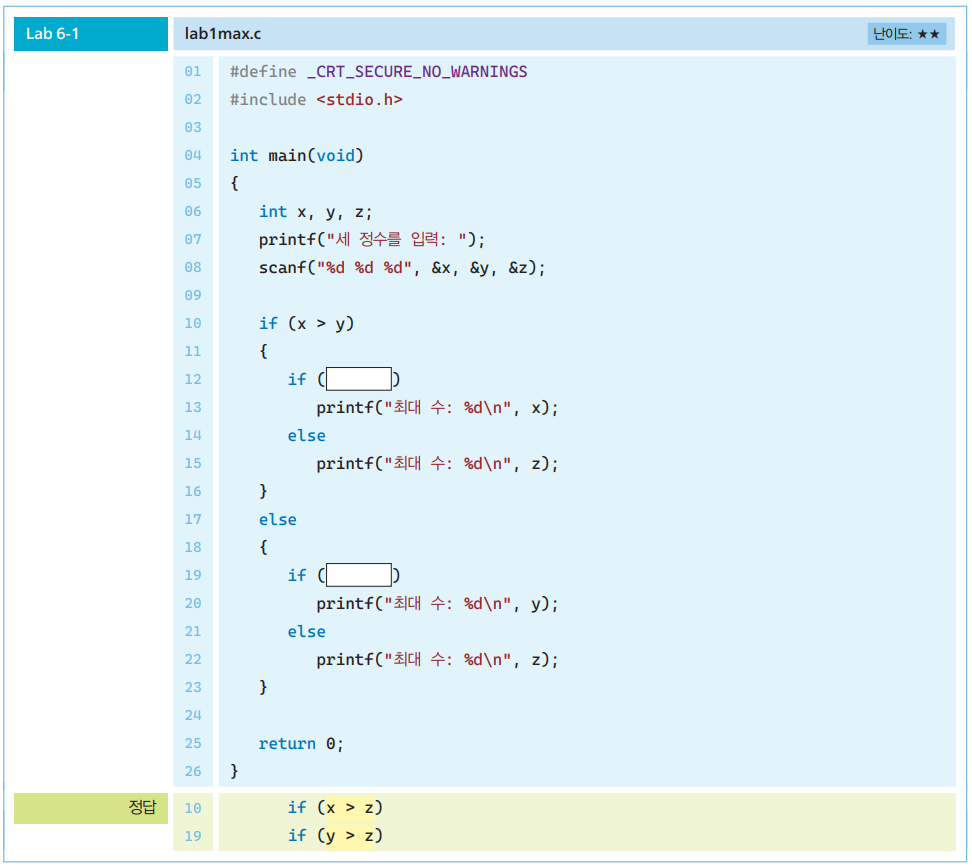 Lab 6-1 lab1max.c 난이도: ★★
01 #define _CRT_SECURE_NO_WARNINGS
02 #include <stdio.h>
03
04 int main(void)
05 {
06 int x, y, z;
07 printf("세 정수를 입력: ");
08 scanf("%d %d %d", &x, &y, &z);
09
10 if (x > y)
11 {
12 if ( )
13 printf("최대 수: %d\n", x);
14 else
15 printf("최대 수: %d\n", z);
16 }
17 else
18 {
19 if ( )
20 printf("최대 수: %d\n", y);
21 else
22 printf("최대 수: %d\n", z);
23 }
24
25 return 0;
26 }
정답 10 if (x > z)
19 if (y > z)